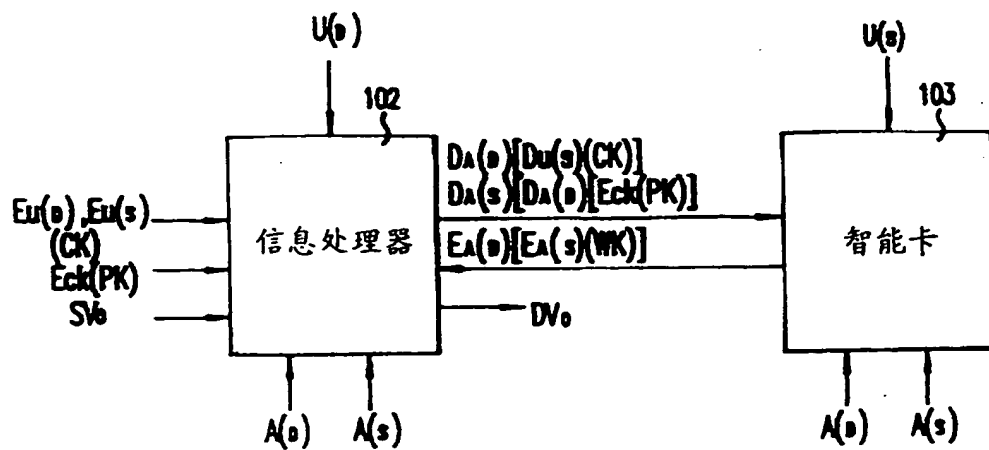 U(D)
U(S)
102
103
DA(D)[Du(S)(CK)]
DA(S)[DA(D)[Eck(PK)]
Eu(D),Eu(S)
(CK)
信息处理器
EA(D)[EA(S)(WK)]
智能卡
Eck(PK)
SVe
DVo
A(D)
A(S)
A(D)
A(S)